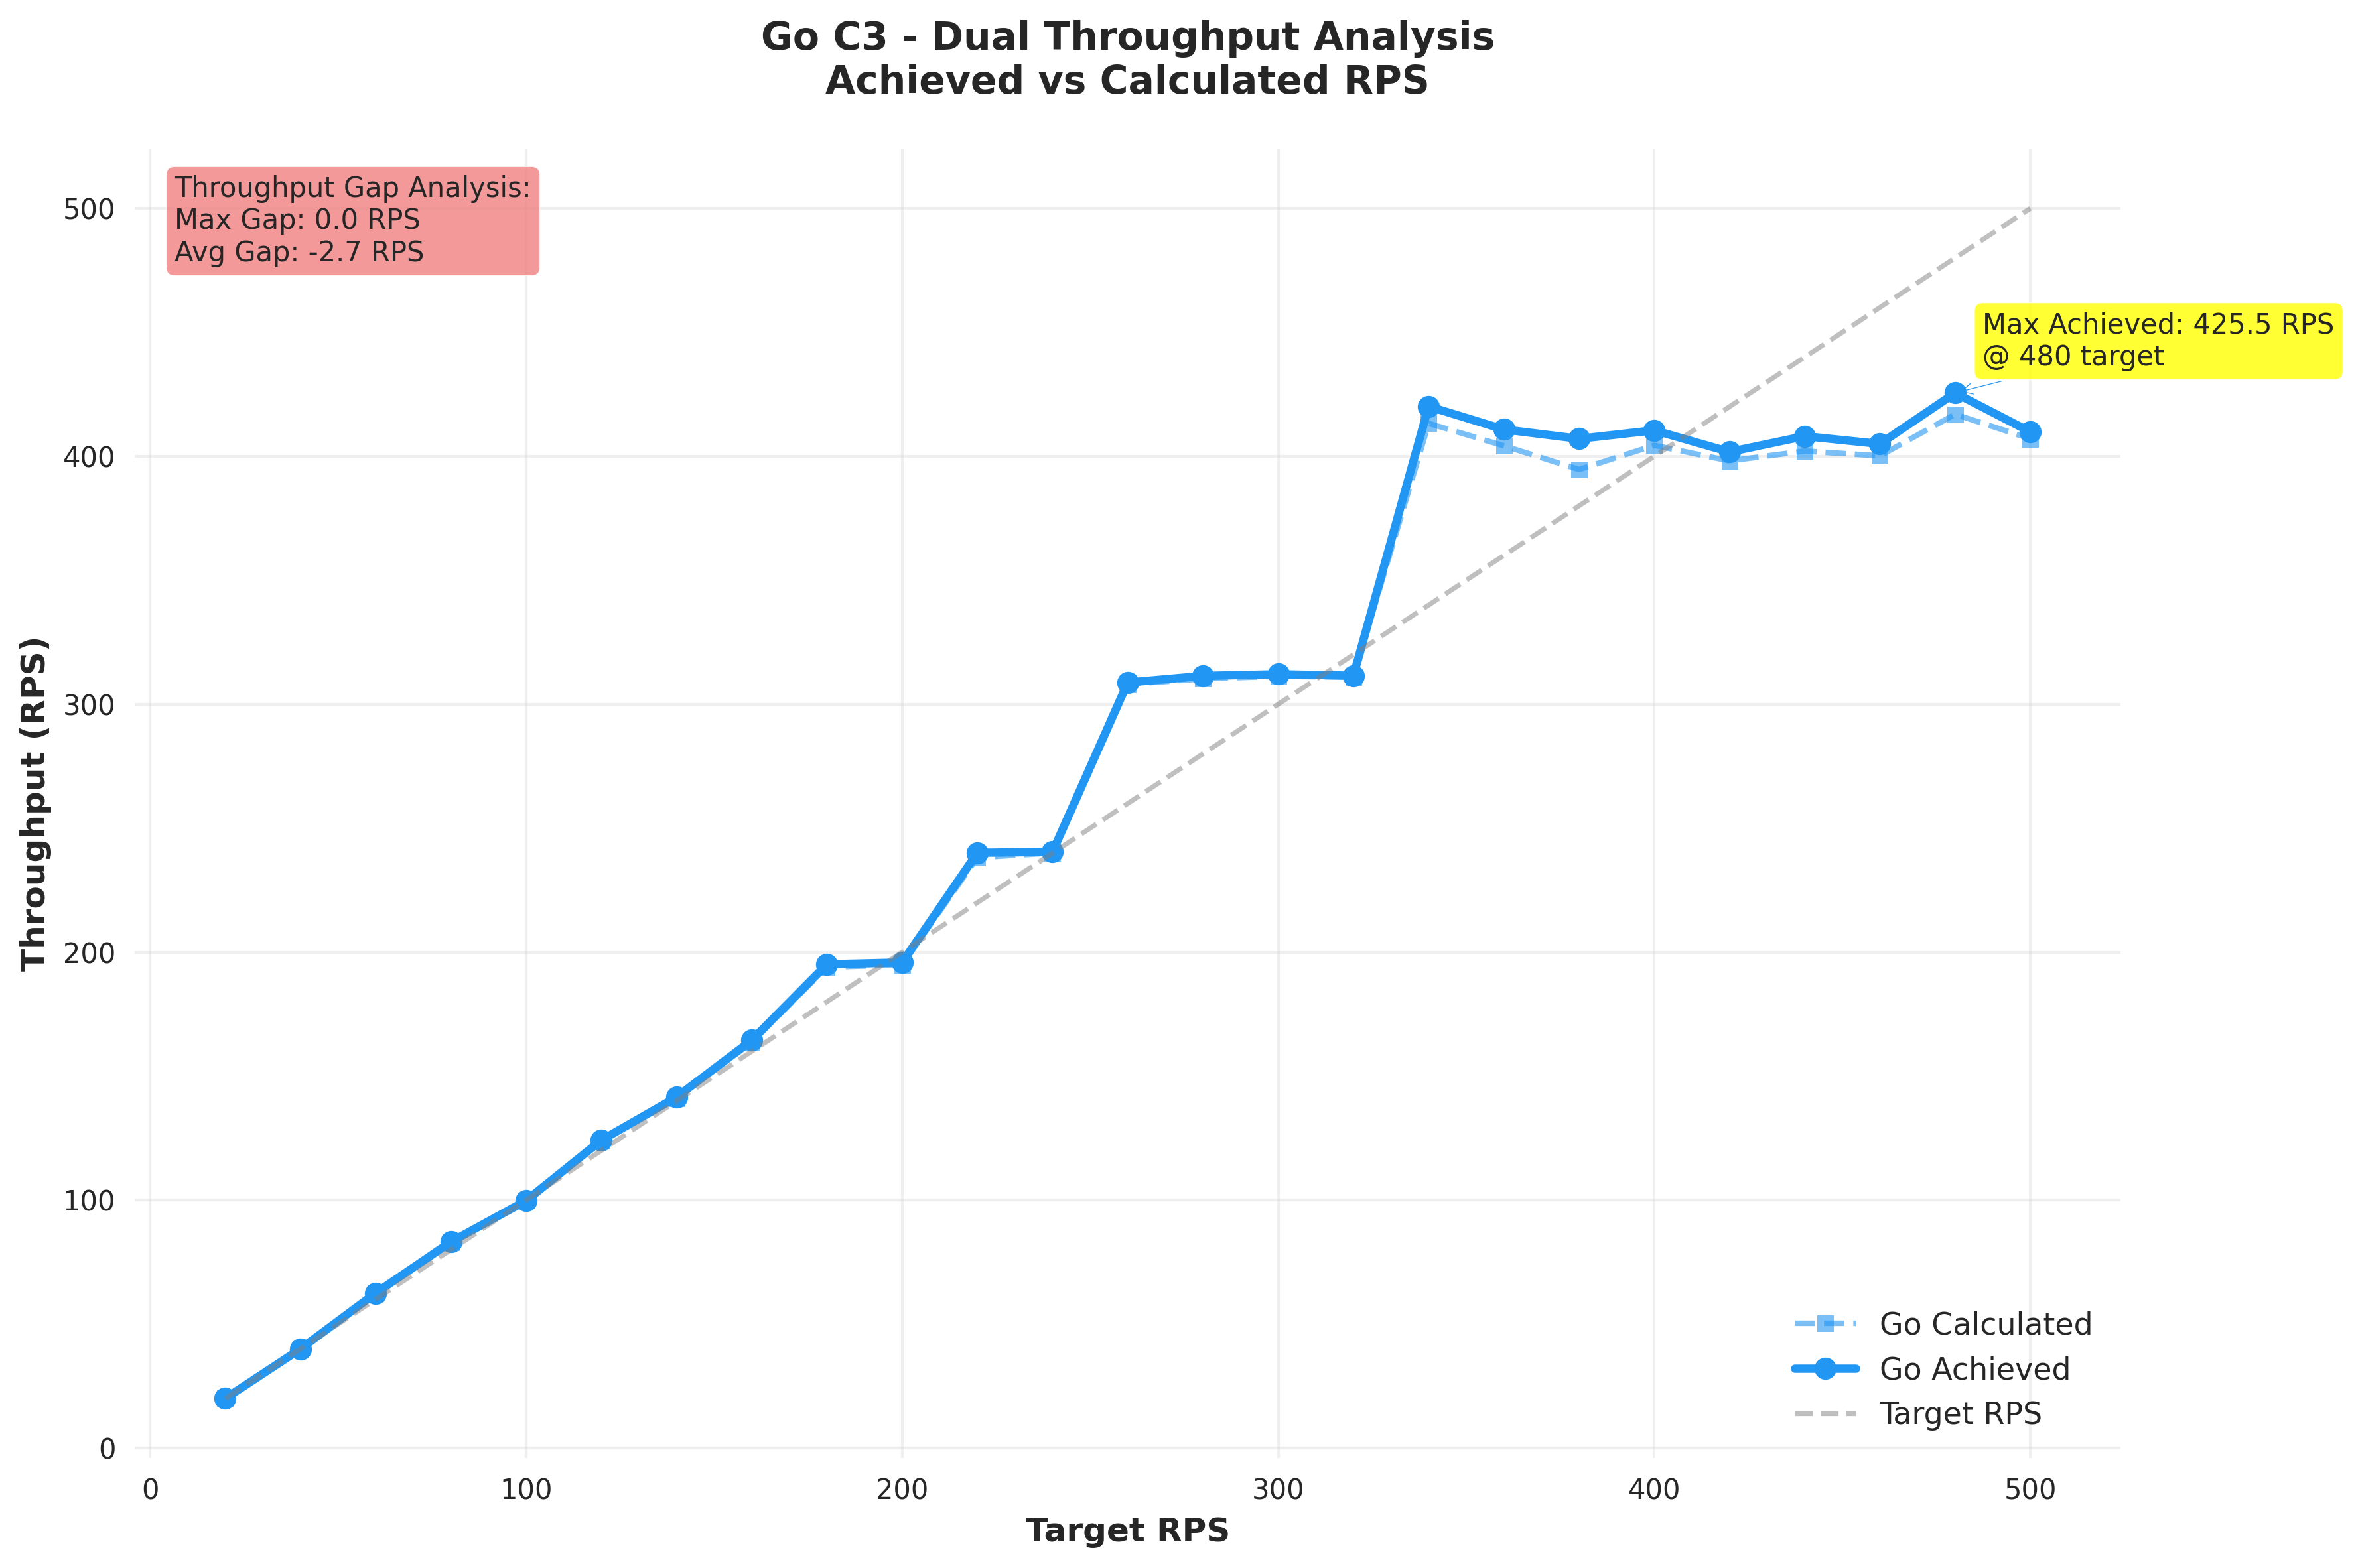 Go C3 - Dual Throughput Analysis
Achieved vs Calculated RPS
Throughput Gap Analysis:
Max Gap: 0.0 RPS
Avg Gap: -2.7 RPS
Max Achieved: 425.5 RPS
@ 480 target
Throughput (RPS)
500
400
300
200
100
0
Go Calculated
Go Achieved
Target RPS
0
100
200
300
400
500
Target RPS